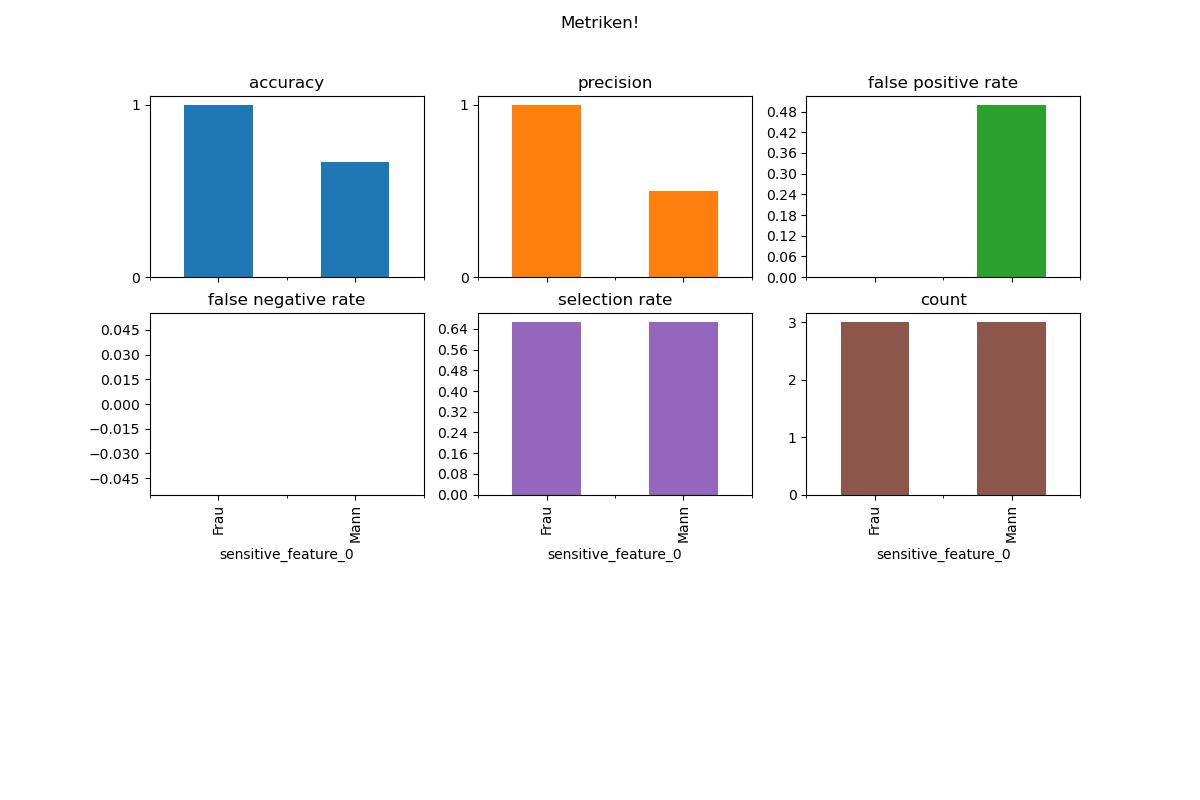 Metriken!
accuracy
1
0
precision
1
0
false positive rate
0.48
0.42
0.36
0.30
0.24
0.18
0.12
0.06
0.00
false negative rate
0.045
0.030
0.015
0.000
−0.015
−0.030
−0.045
Frau
Mann
sensitive_feature_0
selection rate
0.64
0.56
0.48
0.40
0.32
0.24
0.16
0.08
0.00
Frau
Mann
sensitive_feature_0
count
3
2
1
0
Frau
Mann
sensitive_feature_0